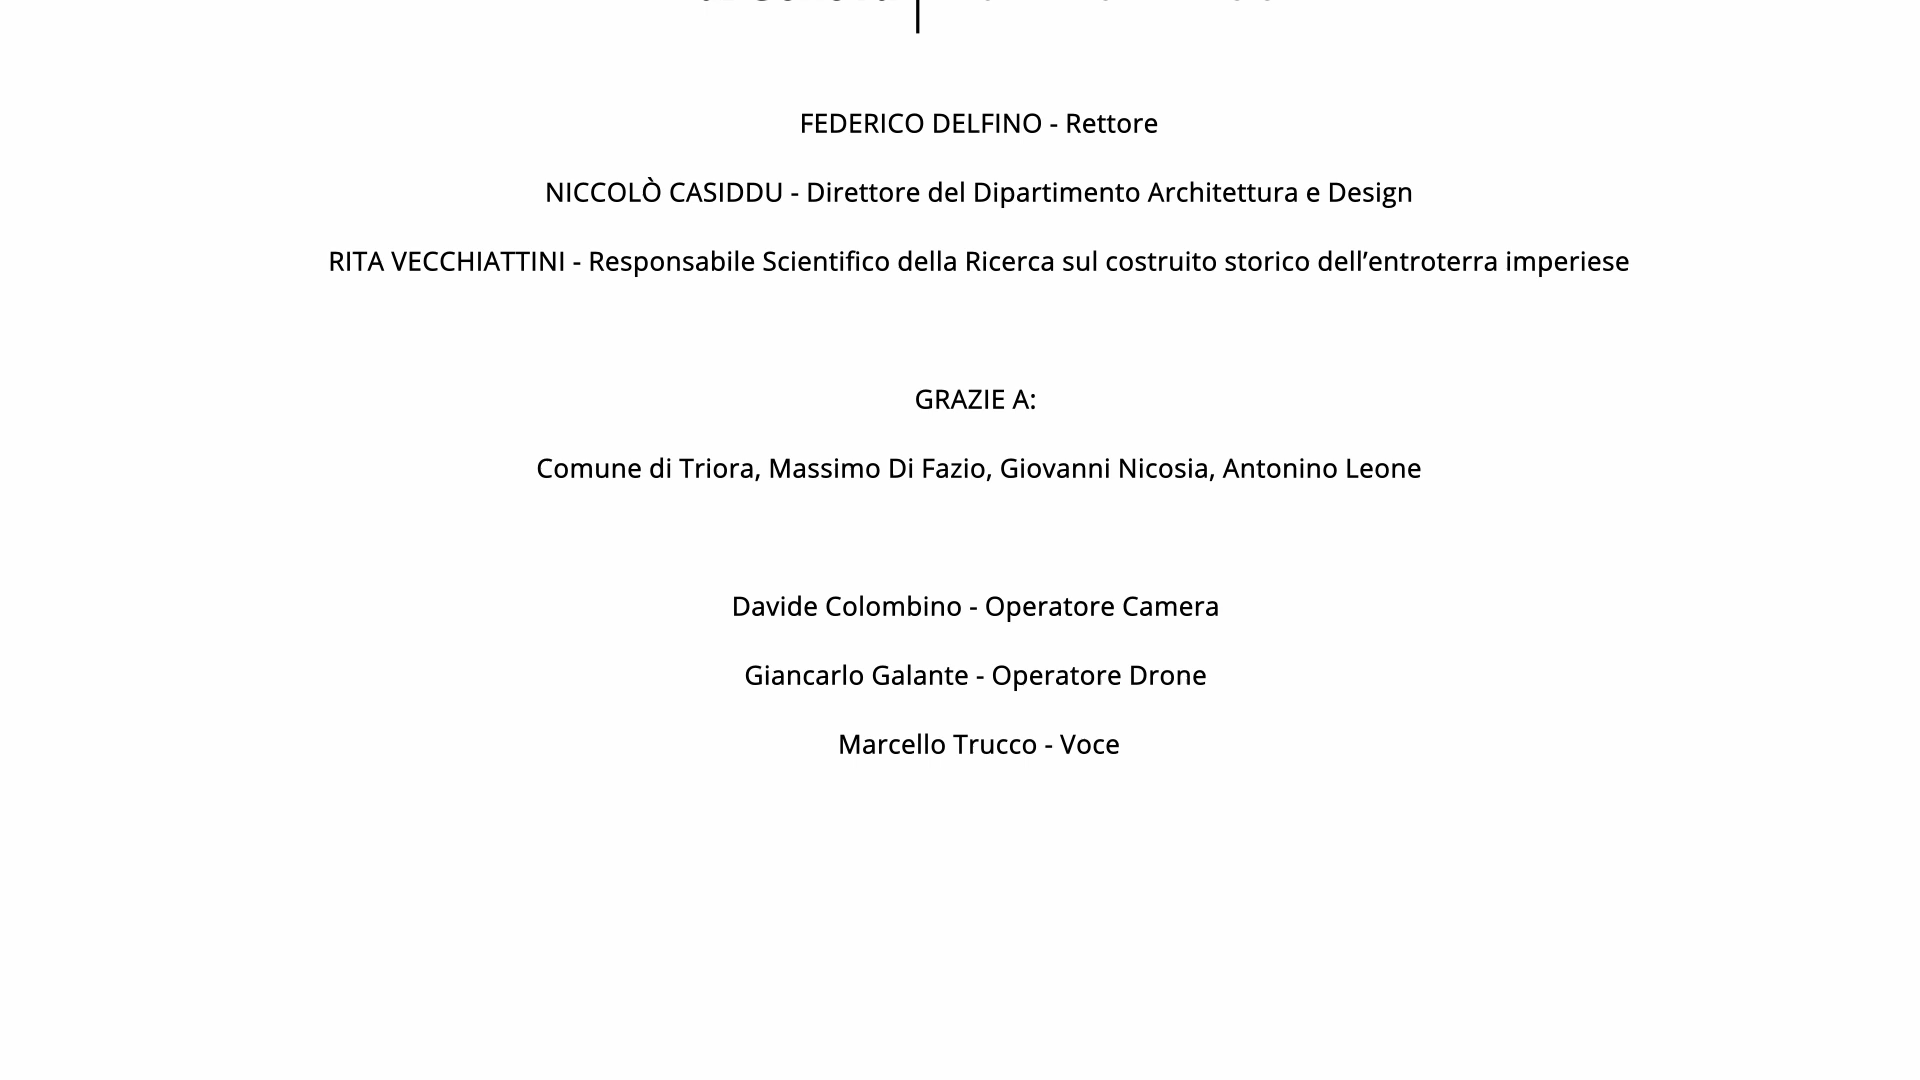 FEDERICO DELFINO - Rettore
NICCOLÒ CASIDDU - Direttore del Dipartimento Architettura e Design
RITA VECCHIATTINI - Responsabile Scientifico della Ricerca sul costruito storico dell’entroterra imperiese
GRAZIE A:
Comune di Triora, Massimo Di Fazio, Giovanni Nicosia, Antonino Leone
Davide Colombino - Operatore Camera
Giancarlo Galante - Operatore Drone
Marcello Trucco - Voce